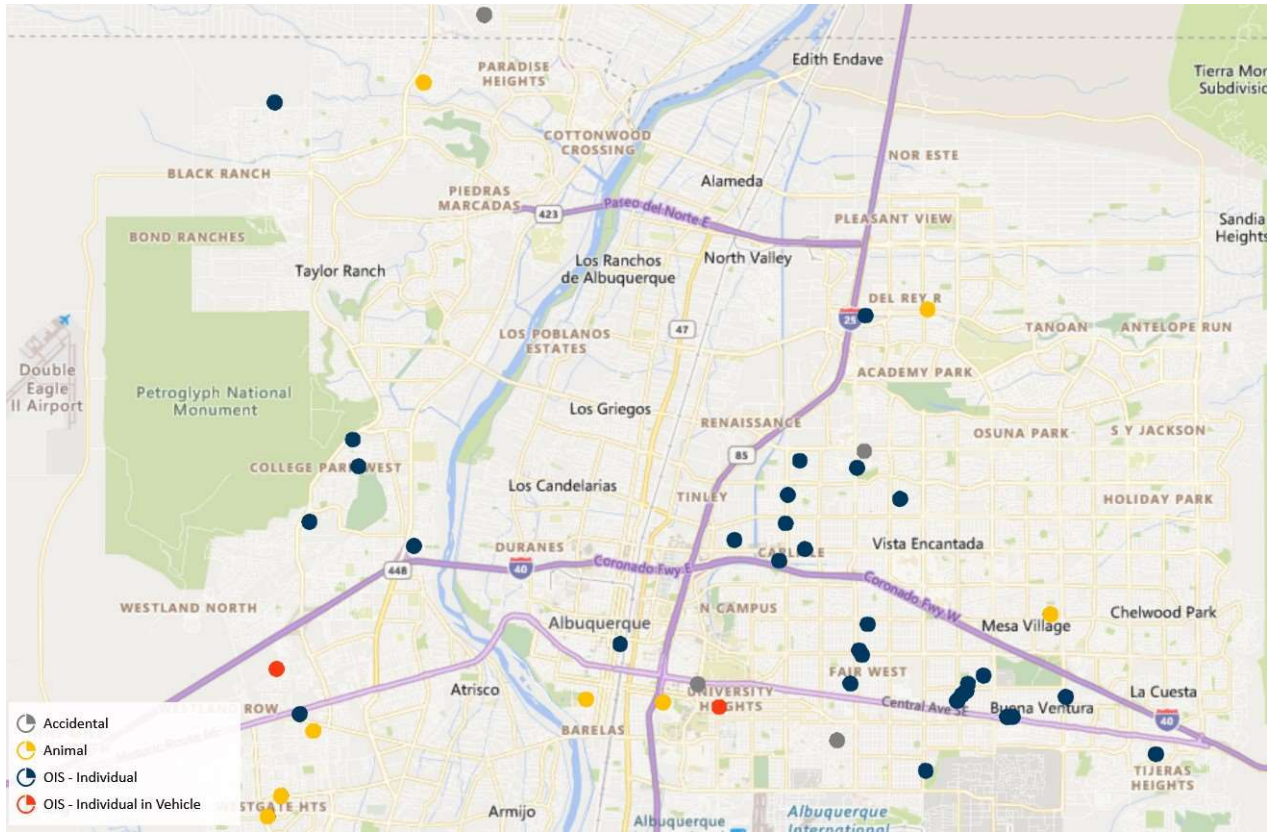 Edith Endave
PARADISE
HEIGHTS
Tierra Mon
Subdivisio
COTTONWOOD
CROSSING
NOR ESTE
BLACK RANCH
Alameda
PIEDRAS
MARCADAS
423
Paseo del Norte E
PLEASANT VIEW
Sandia
Heights
BOND RANCHES
Taylor Ranch
Los Ranchos
de Albuquerque
North Valley
DEL REY R
25
47
TANOAN
ANTELOPE RUN
LOS POBLANOS
ESTATES
Double
Eagle
II Airport
ACADEMY PARK
Petroglyph National
Monument
Los Griegos
RENAISSANCE
OSUNA PARK
S Y JACKSON
85
COLLEGE PARK WEST
Los Candelarias
TINLEY
HOLIDAY PARK
DURANES
CARLISLE
Vista Encantada
448
40
Coronado Fwy E
Coronado Fwy W
WESTLAND NORTH
N CAMPUS
Albuquerque
Mesa Village
Chelwood Park
FAIR WEST
Atrisco
UNIVERSITY
HEIGHTS
Central Ave SE
Buena Ventura
La Cuesta
BARELAS
40
TIJERAS
HEIGHTS
Armijo
Albuquerque
Albuquerque
International
Accidental
Animal
OIS - Individual
OIS - Individual in Vehicle